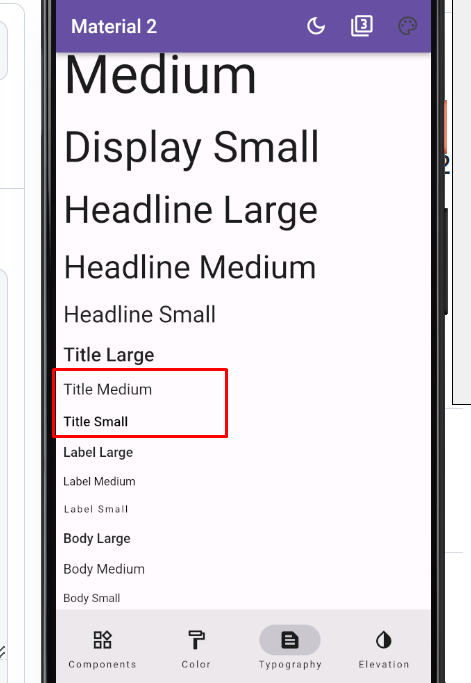 Material 2
3
Medium
Display Small
Headline Large
Headline Medium
Headline Small
Title Large
Title Medium
Title Small
Label Large
Label Medium
Label Small
Body Large
Body Medium
Body Small
Components Color Typography Elevation
2